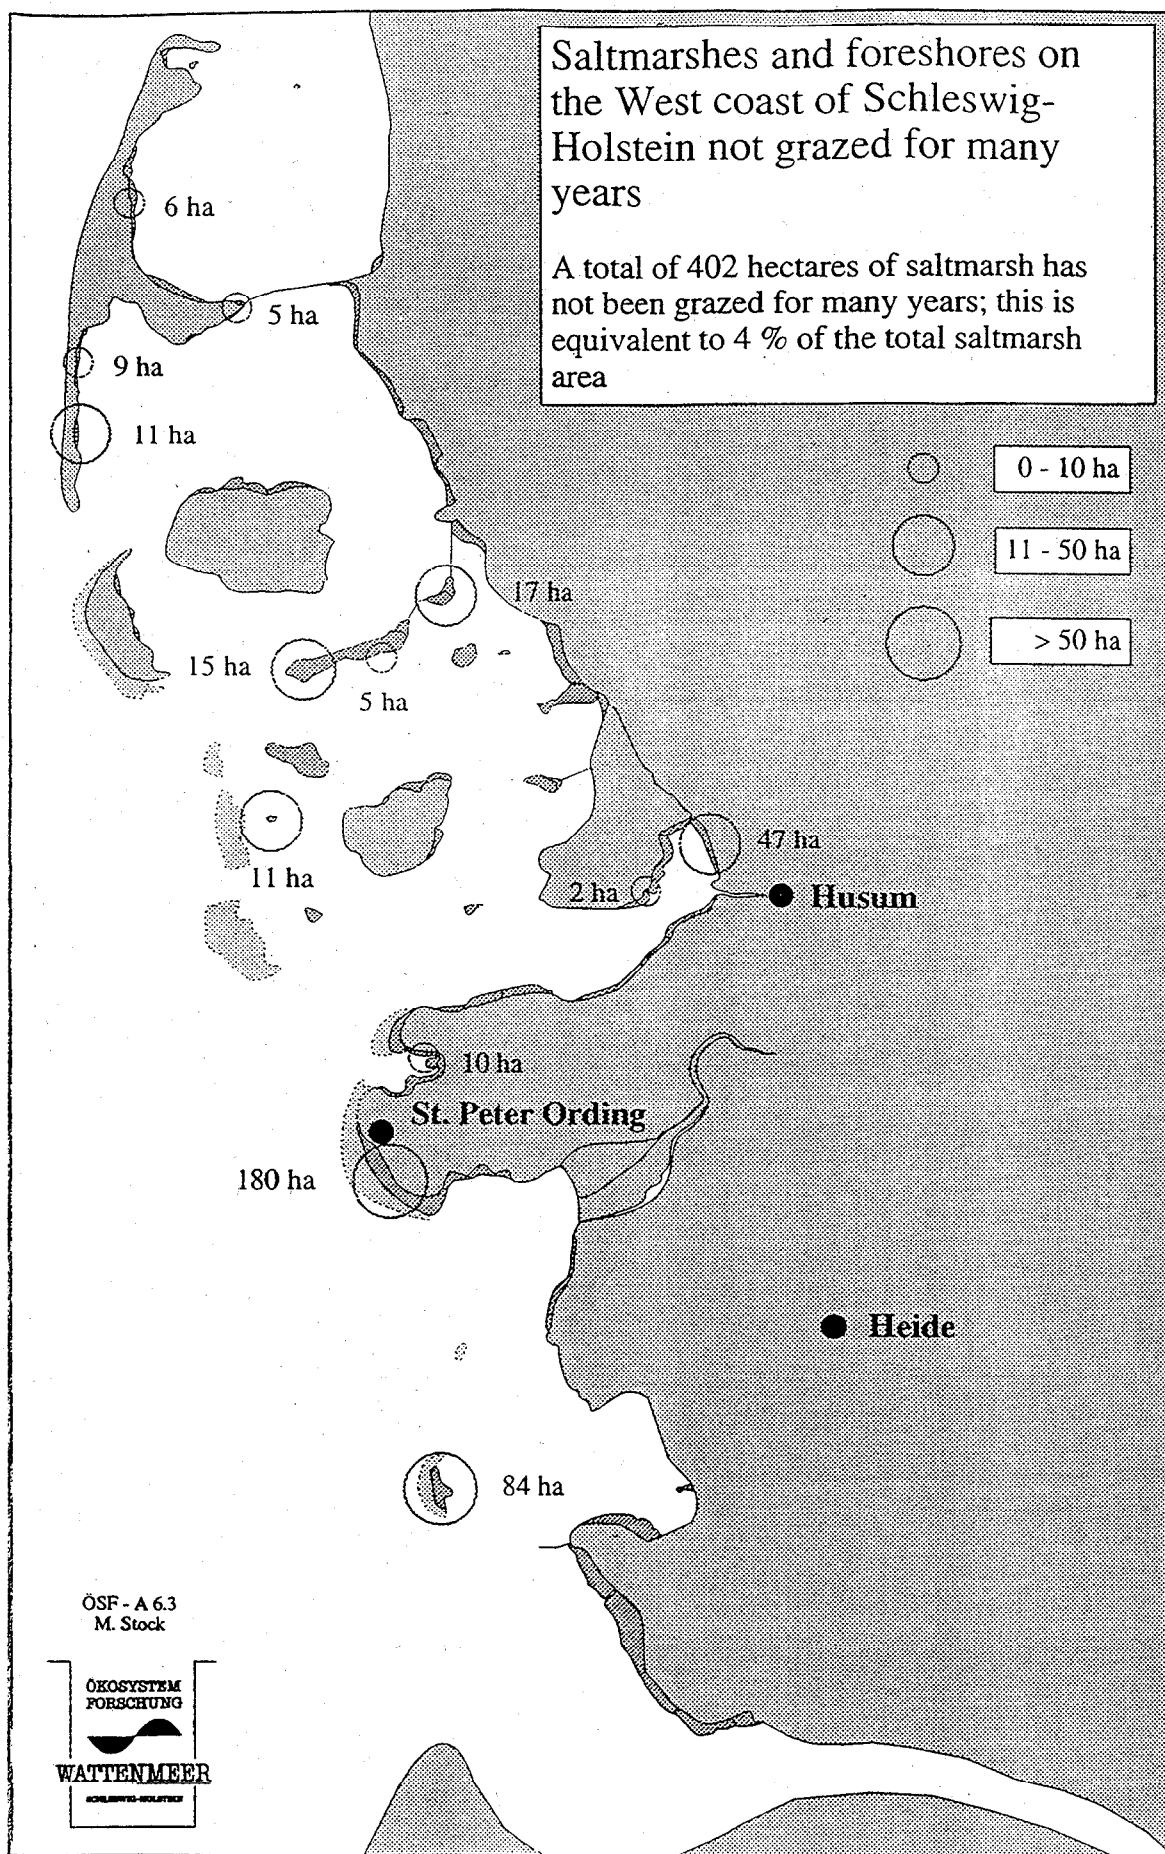 Saltmarshes and foreshores on
the West coast of Schleswig-
Holstein not grazed for many
years
A total of 402 hectares of saltmarsh has
not been grazed for many years; this is
equivalent to 4 % of the total saltmarsh
area
6 ha
5 ha
9 ha
11 ha
0 - 10 ha
11 - 50 ha
> 50 ha
17 ha
15 ha
5 ha
47 ha
11 ha
2 ha
Husum
10 ha
St. Peter Ording
180 ha
Heide
84 ha
ÖSF - A 6.3
M. Stock
ÖKOSYSTEM
FORSCHUNG
WATTENMEER
SCHLESWIG-HOLSTEIN